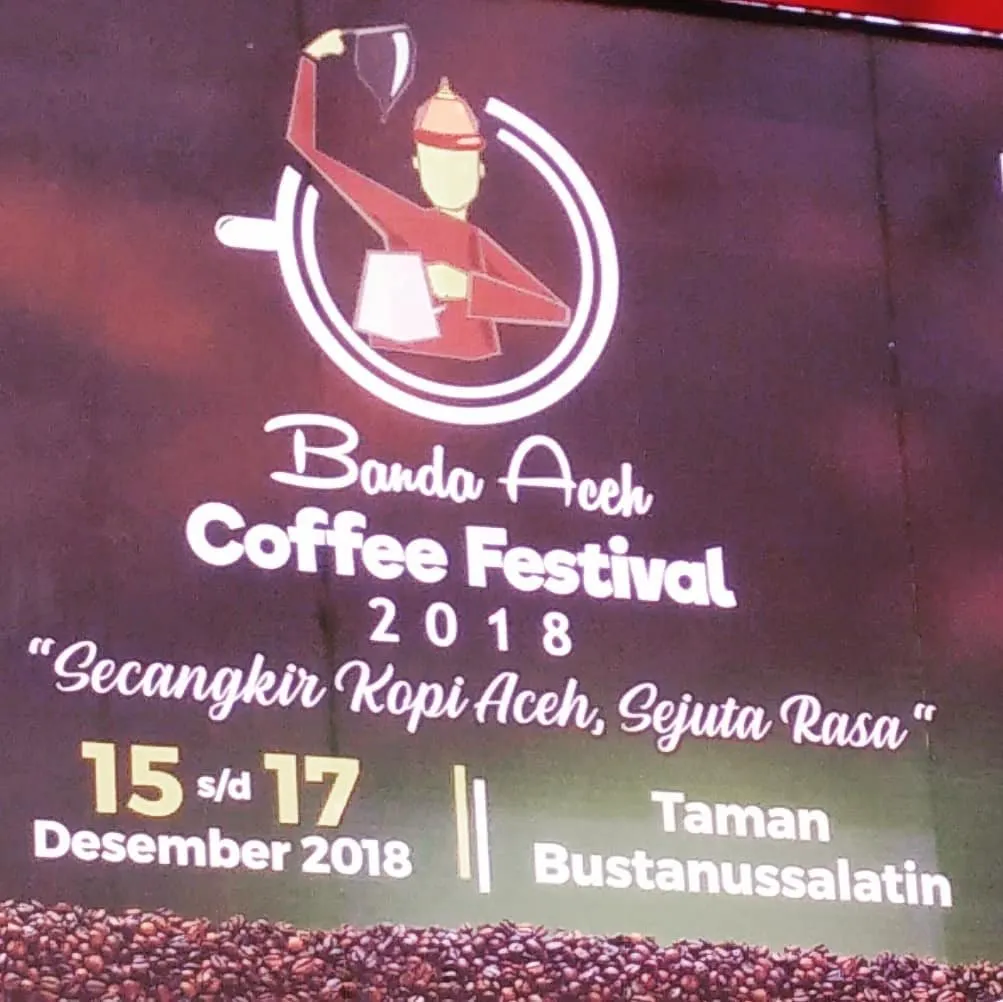 Banda Aceh
Coffee Festival
2018
"Secangkir Kopi Aceh, Sejuta Rasa"
15 s/d 17
Desember 2018
Taman
Bustanussalatin